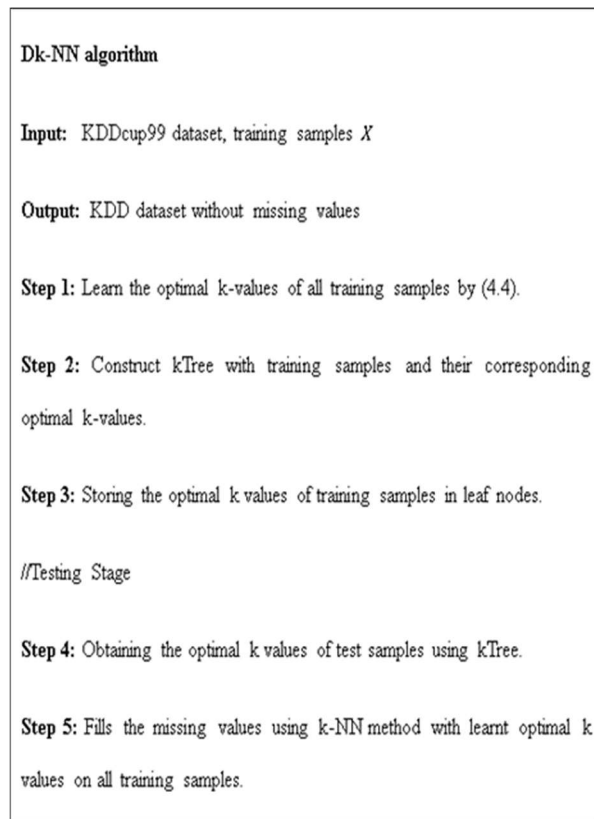 Dk-NN algorithm
Input: KDDcup99 dataset, training samples X
Output: KDD dataset without missing values
Step 1: Learn the optimal k-values of all training samples by (4.4).
Step 2: Construct kTree with training samples and their corresponding
optimal k-values.
Step 3: Storing the optimal k values of training samples in leaf nodes.
//Testing Stage
Step 4: Obtaining the optimal k values of test samples using kTree.
Step 5: Fills the missing values using k-NN method with learnt optimal k
values on all training samples.